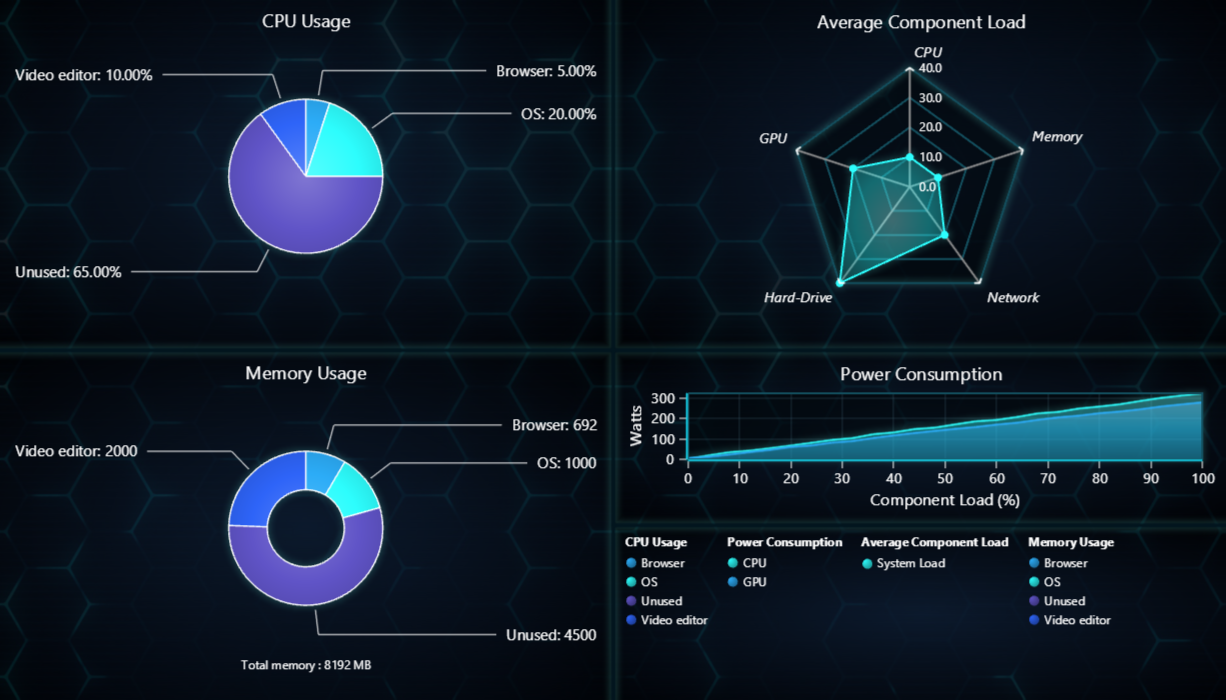 CPU Usage
Video editor: 10.00%
Browser: 5.00%
OS: 20.00%
Unused: 65.00%
Average Component Load
CPU
40.0
30.0
20.0
10.0
0.0
GPU
Memory
Hard-Drive
Network
Memory Usage
Browser: 692
Video editor: 2000
OS: 1000
Unused: 4500
Total memory : 8192 MB
Power Consumption
Watts
300
200
100
0
0 10 20 30 40 50 60 70 80 90 100
Component Load (%)
CPU Usage
Browser
OS
Unused
Video editor
Power Consumption
CPU
GPU
Average Component Load
System Load
Memory Usage
Browser
OS
Unused
Video editor